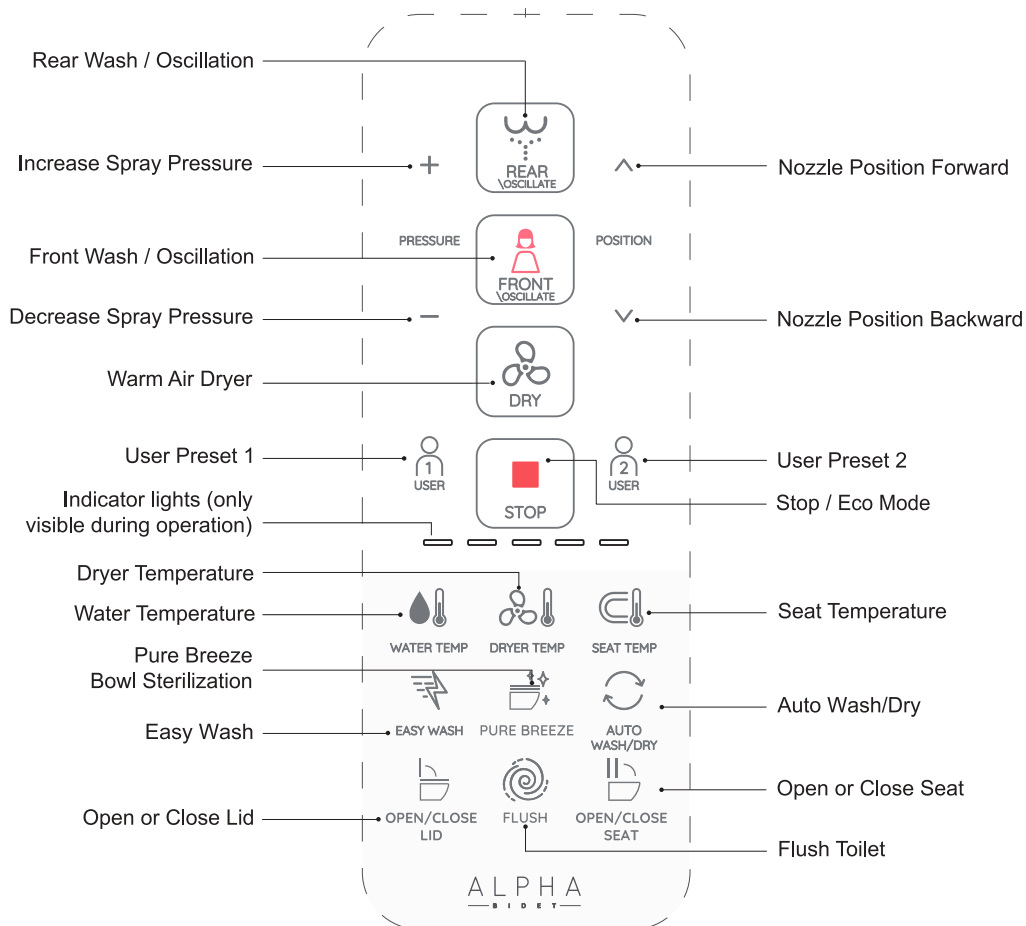 Rear Wash / Oscillation
REAR
\OSCILLATE
Increase Spray Pressure
+
Nozzle Position Forward
PRESSURE
POSITION
Front Wash / Oscillation
FRONT
\OSCILLATE
Decrease Spray Pressure
−
Nozzle Position Backward
Warm Air Dryer
DRY
User Preset 1
1
USER
2
USER
User Preset 2
STOP
Stop / Eco Mode
Indicator lights (only
visible during operation)
Dryer Temperature
Water Temperature
Seat Temperature
WATER TEMP
DRYER TEMP
SEAT TEMP
Pure Breeze
Bowl Sterilization
Easy Wash
EASY WASH
PURE BREEZE
AUTO
WASH/DRY
Auto Wash/Dry
Open or Close Seat
Open or Close Lid
OPEN/CLOSE
LID
FLUSH
OPEN/CLOSE
SEAT
Flush Toilet
ALPHA
BIDET